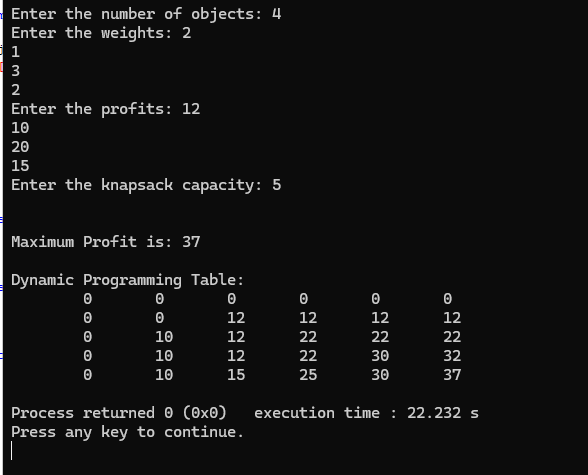 Enter the number of objects: 4
Enter the weights: 2
1
3
2
Enter the profits: 12
10
20
15
Enter the knapsack capacity: 5
Maximum Profit is: 37
Dynamic Programming Table:
0 0 0 0 0 0
0 0 12 12 12 12
0 10 12 22 22 22
0 10 12 22 30 32
0 10 15 25 30 37
Process returned 0 (0x0) execution time : 22.232 s
Press any key to continue.